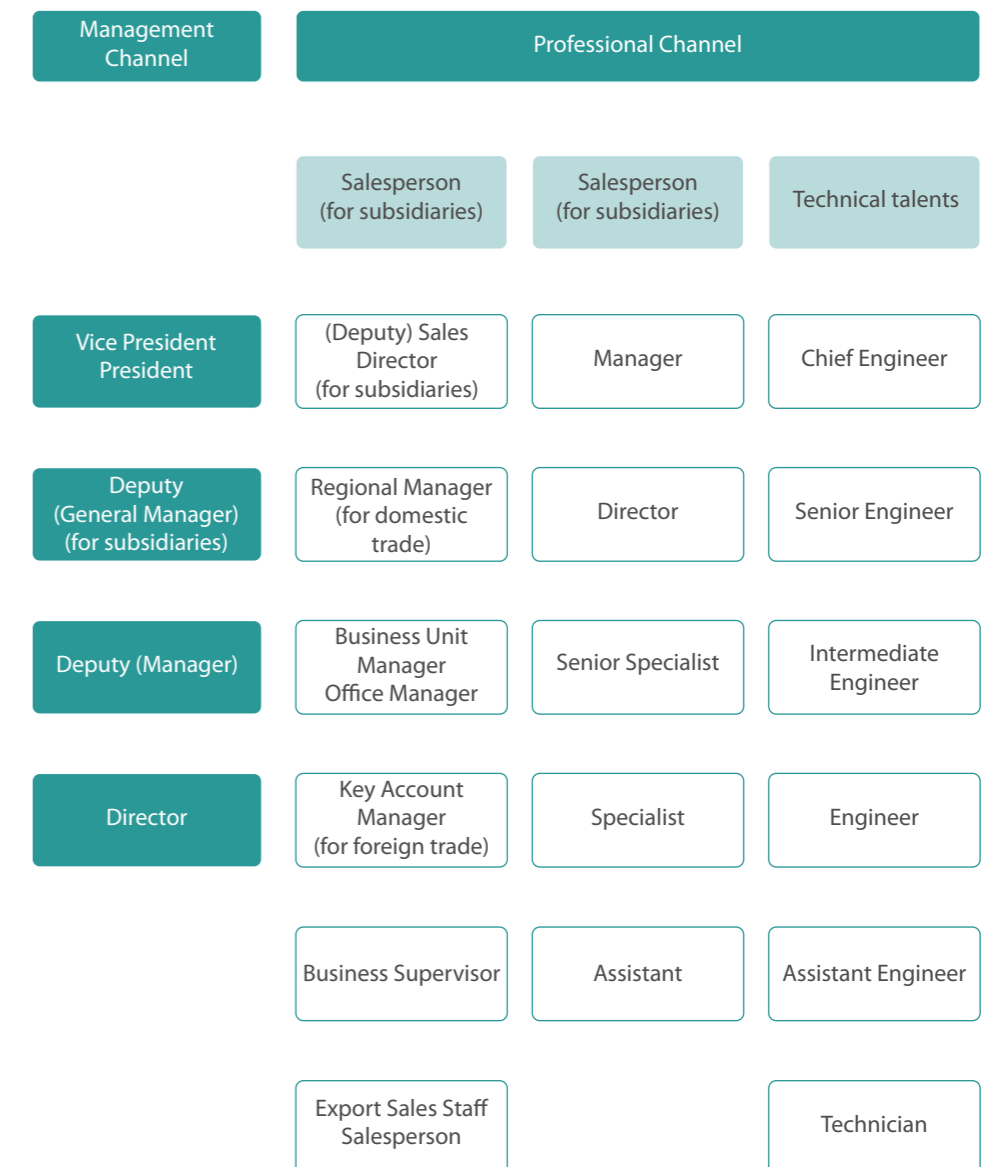 Management
Channel
Professional Channel
Salesperson
(for subsidiaries)
Salesperson
(for subsidiaries)
Technical talents
Vice President
President
(Deputy) Sales
Director
(for subsidiaries)
Manager
Chief Engineer
Deputy
(General Manager)
(for subsidiaries)
Regional Manager
(for domestic
trade)
Director
Senior Engineer
Deputy (Manager)
Business Unit
Manager
Office Manager
Senior Specialist
Intermediate
Engineer
Director
Key Account
Manager
(for foreign trade)
Specialist
Engineer
Business Supervisor
Assistant
Assistant Engineer
Export Sales Staff
Salesperson
Technician